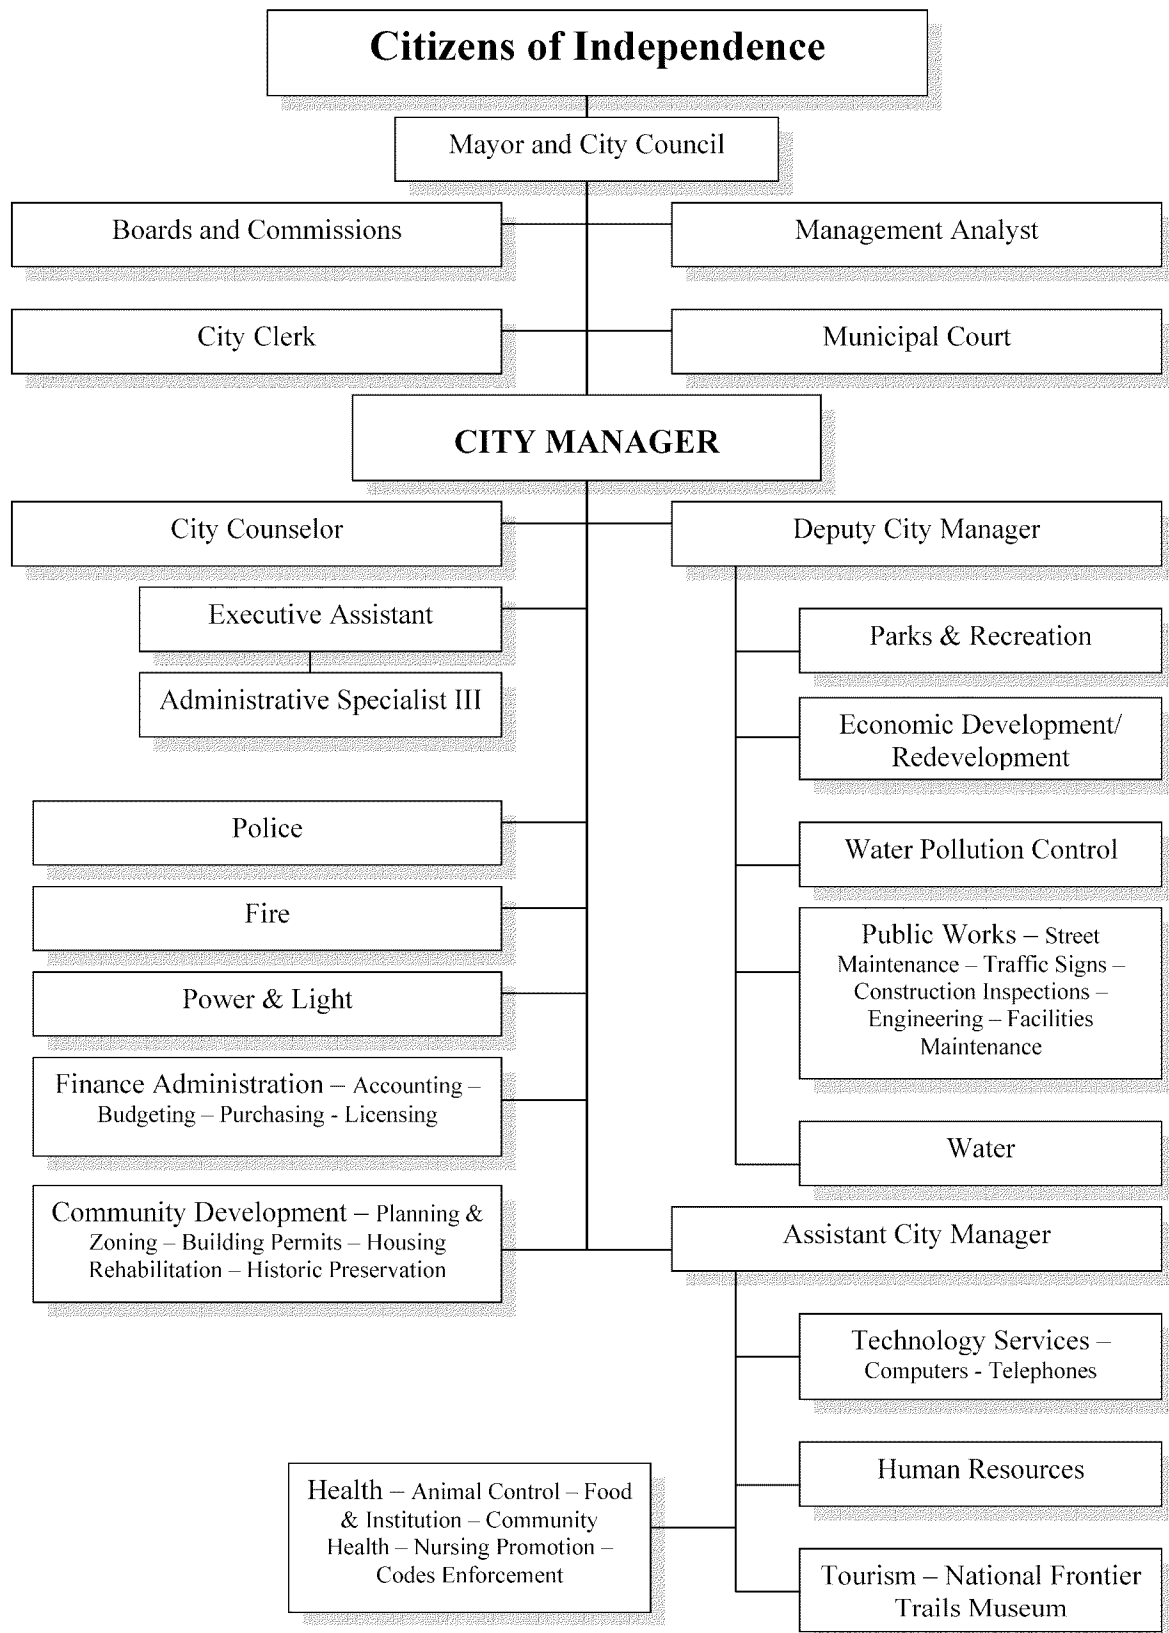 Citizens of Independence
Mayor and City Council
Boards and Commissions
Management Analyst
City Clerk
Municipal Court
CITY MANAGER
City Counselor
Deputy City Manager
Executive Assistant
Administrative Specialist III
Parks & Recreation
Economic Development/
Redevelopment
Police
Water Pollution Control
Fire
Public Works – Street
Maintenance – Traffic Signs –
Construction Inspections –
Engineering – Facilities
Maintenance
Power & Light
Finance Administration – Accounting –
Budgeting – Purchasing - Licensing
Water
Community Development – Planning &
Zoning – Building Permits – Housing
Rehabilitation – Historic Preservation
Assistant City Manager
Technology Services –
Computers - Telephones
Human Resources
Health – Animal Control – Food
& Institution – Community
Health – Nursing Promotion –
Codes Enforcement
Tourism – National Frontier
Trails Museum